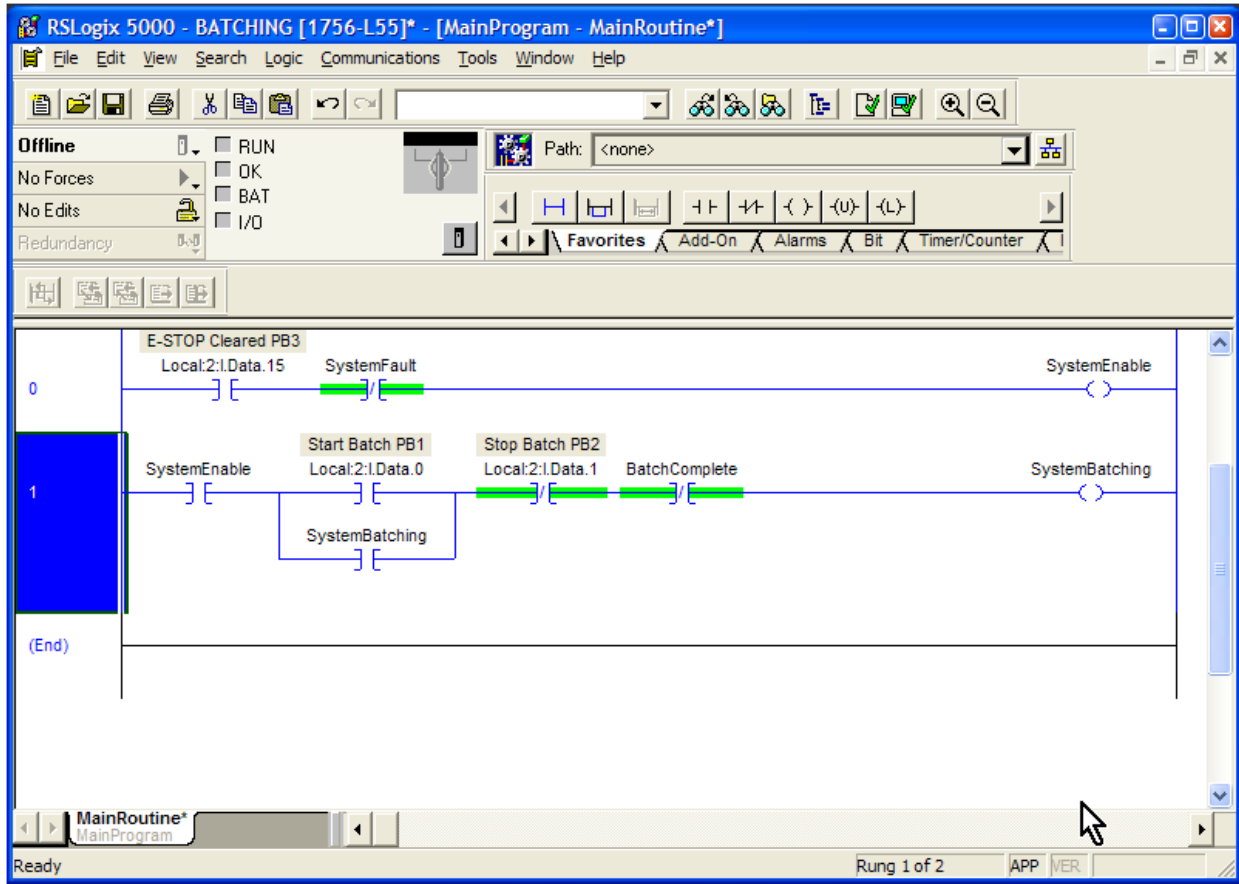 RSLogix 5000 - BATCHING [1756-L55]* - [MainProgram - MainRoutine*]
File Edit View Search Logic Communications Tools Window Help
Offline
RUN
Path: <none>
No Forces
OK
BAT
No Edits
I/O
Redundancy
Favorites Add-On Alarms Bit Timer/Counter
E-STOP Cleared PB3
Local:2:I.Data.15 SystemFault SystemEnable
0
Start Batch PB1 Stop Batch PB2
SystemEnable Local:2:I.Data.0 Local:2:I.Data.1 BatchComplete SystemBatching
1
SystemBatching
(End)
MainRoutine*
MainProgram
Ready Rung 1 of 2 APP VER